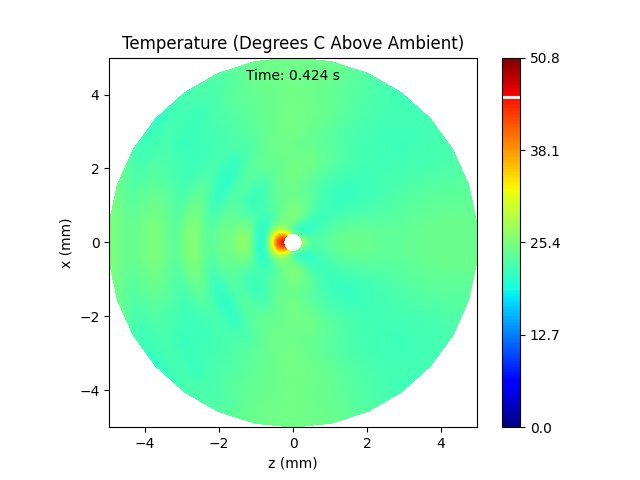 Temperature (Degrees C Above Ambient)
Time: 0.424 s
4
2
0
−2
−4
x (mm)
−4 −2 0 2 4
z (mm)
50.8
38.1
25.4
12.7
0.0